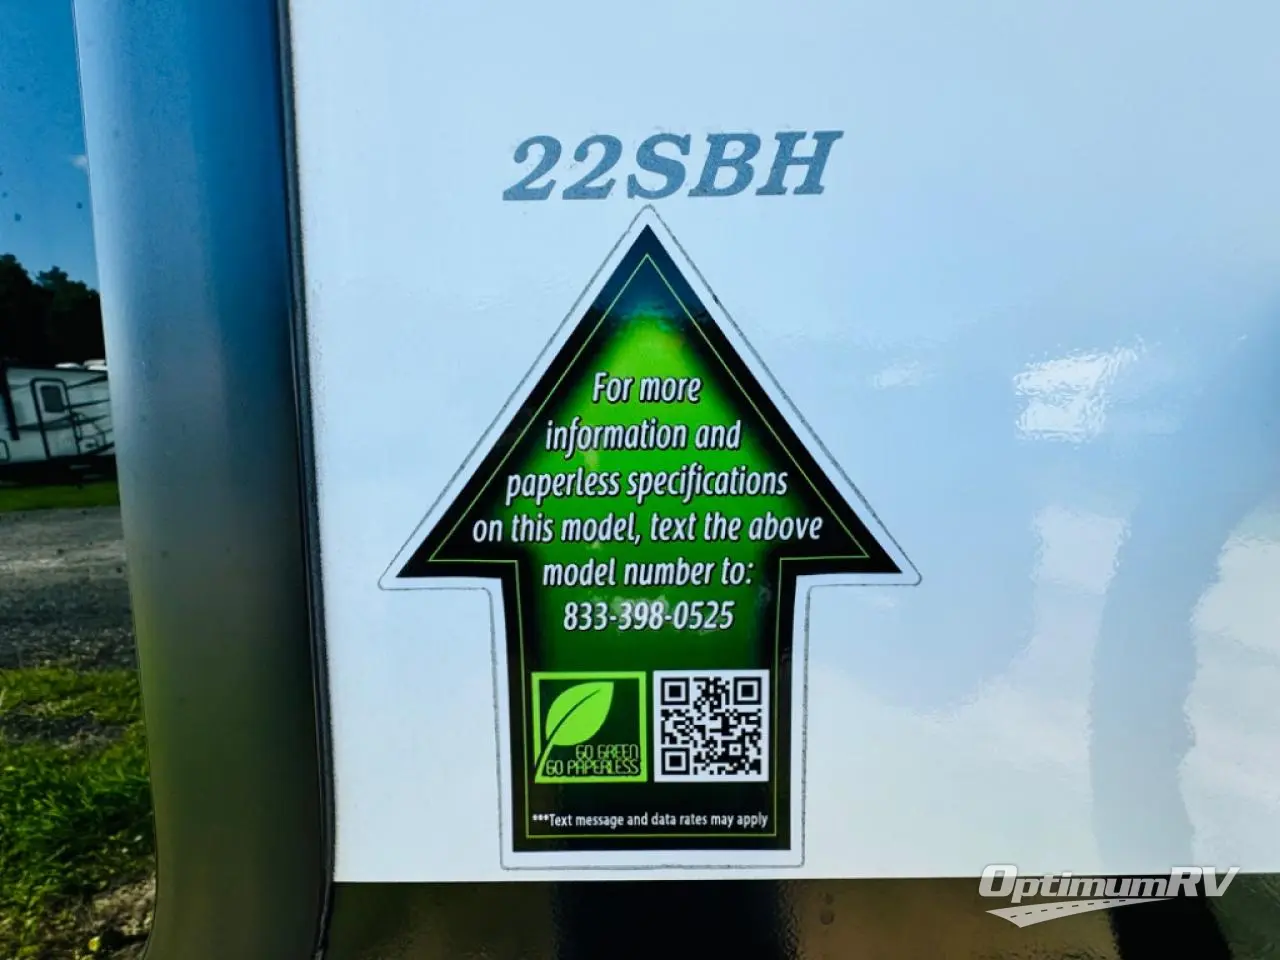 22SBH
For more
information and
paperless specifications
on this model, text the above
model number to:
833-398-0525
GO GREEN
GO PAPERLESS
***Text message and data rates may apply
OptimumRV